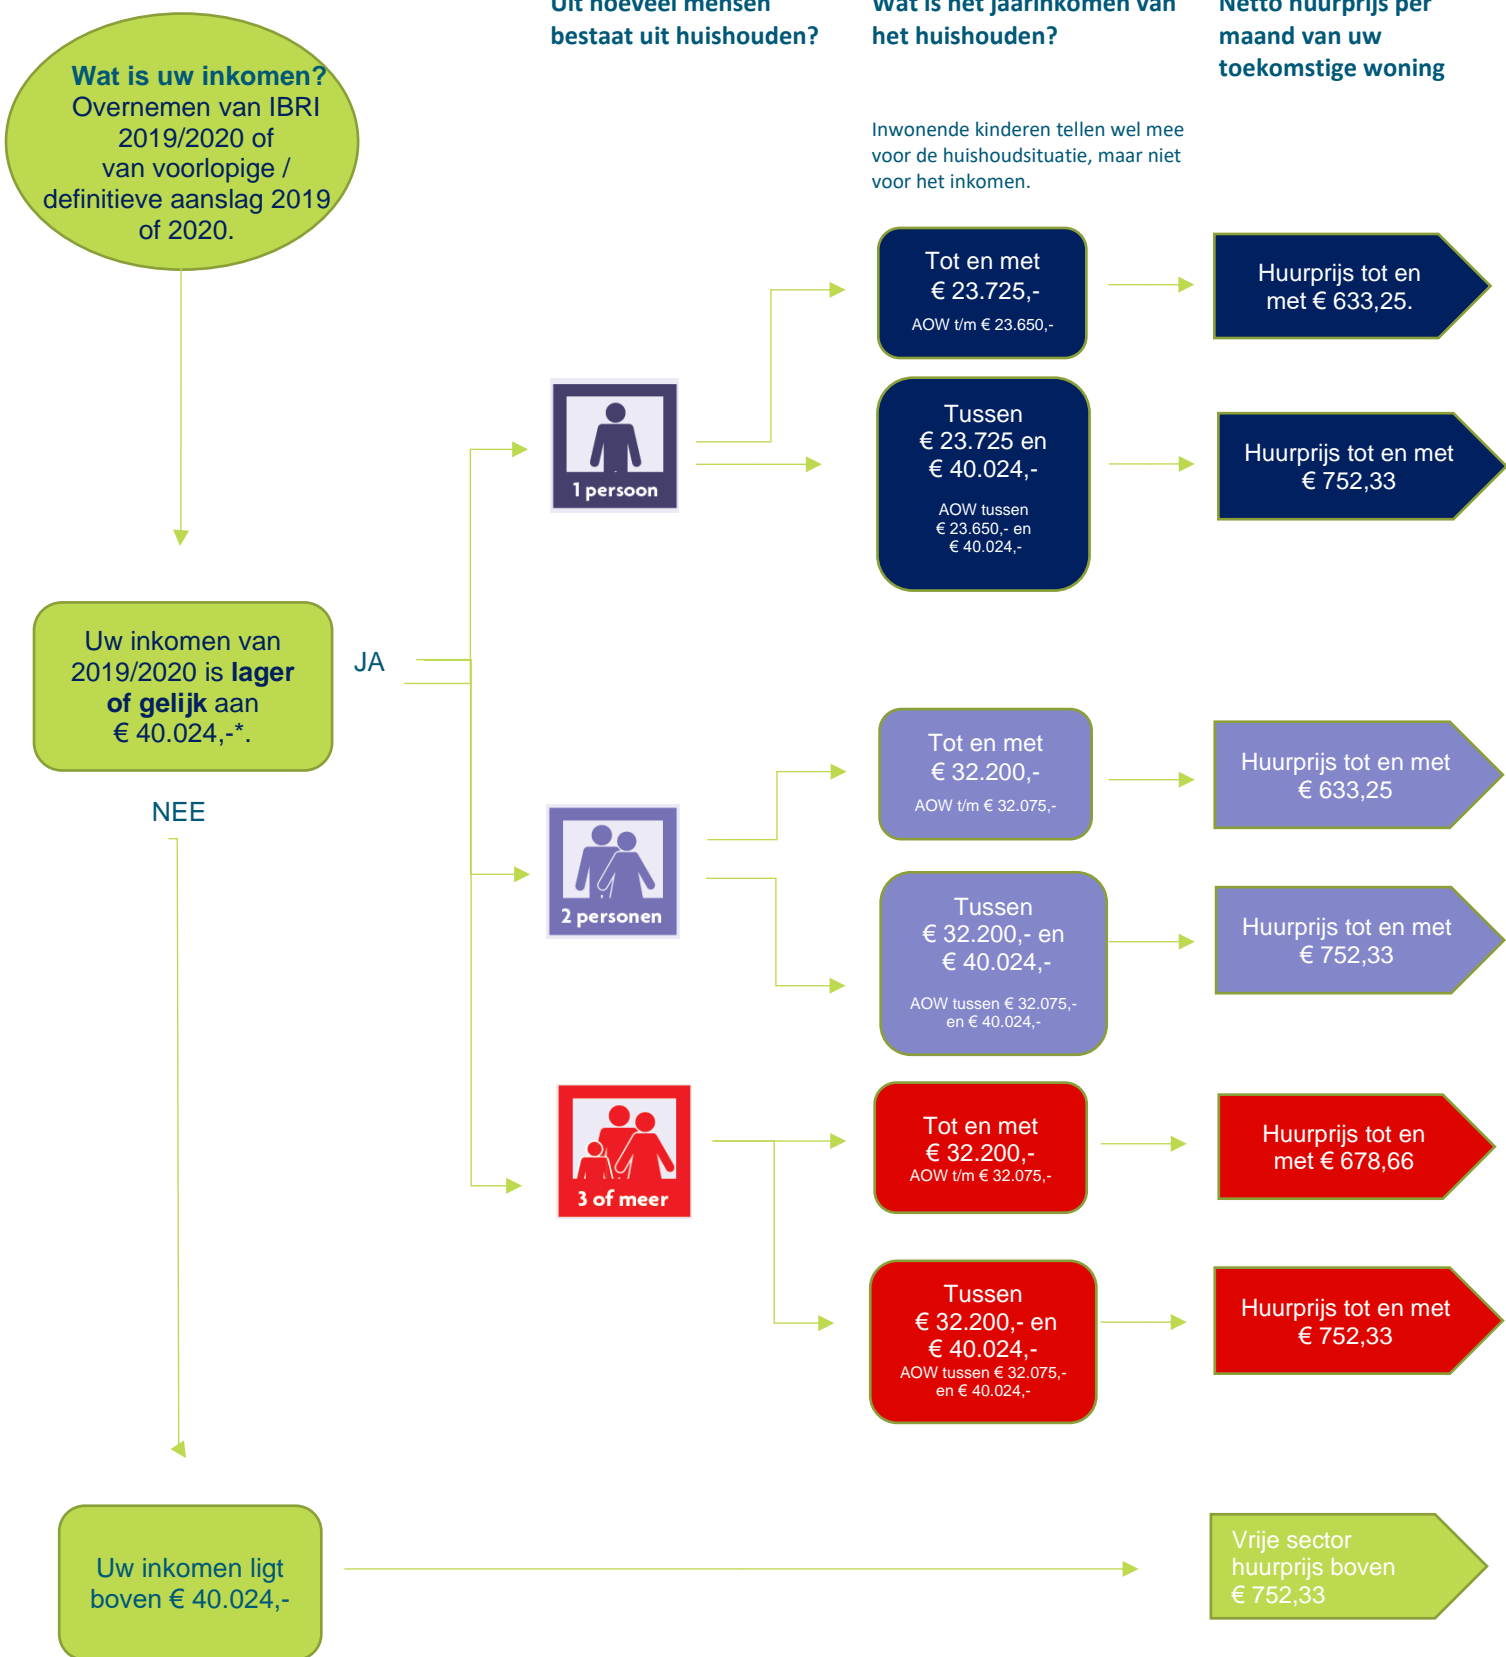 Uit hoeveel mensen
bestaat uit huishouden?
Wat is het jaarinkomen van
het huishouden?
Netto huurprijs per
maand van uw
toekomstige woning
Wat is uw inkomen?
Overnemen van IBRI
2019/2020 of
van voorlopige /
definitieve aanslag 2019
of 2020.
Inwonende kinderen tellen wel mee
voor de huishoudsituatie, maar niet
voor het inkomen.
Tot en met
€ 23.725,-
AOW t/m € 23.650,-
Huurprijs tot en
met € 633,25.
1 persoon
Tussen
€ 23.725 en
€ 40.024,-
AOW tussen
€ 23.650,- en
€ 40.024,-
Huurprijs tot en met
€ 752,33
Uw inkomen van
2019/2020 is lager
of gelijk aan
€ 40.024,-*.
JA
NEE
Tot en met
€ 32.200,-
AOW t/m € 32.075,-
Huurprijs tot en met
€ 633,25
2 personen
Tussen
€ 32.200,- en
€ 40.024,-
AOW tussen € 32.075,-
en € 40.024,-
Huurprijs tot en met
€ 752,33
3 of meer
Tot en met
€ 32.200,-
AOW t/m € 32.075,-
Huurprijs tot en
met € 678,66
Tussen
€ 32.200,- en
€ 40.024,-
AOW tussen € 32.075,-
en € 40.024,-
Huurprijs tot en met
€ 752,33
Uw inkomen ligt
boven € 40.024,-
Vrije sector
huurprijs boven
€ 752,33